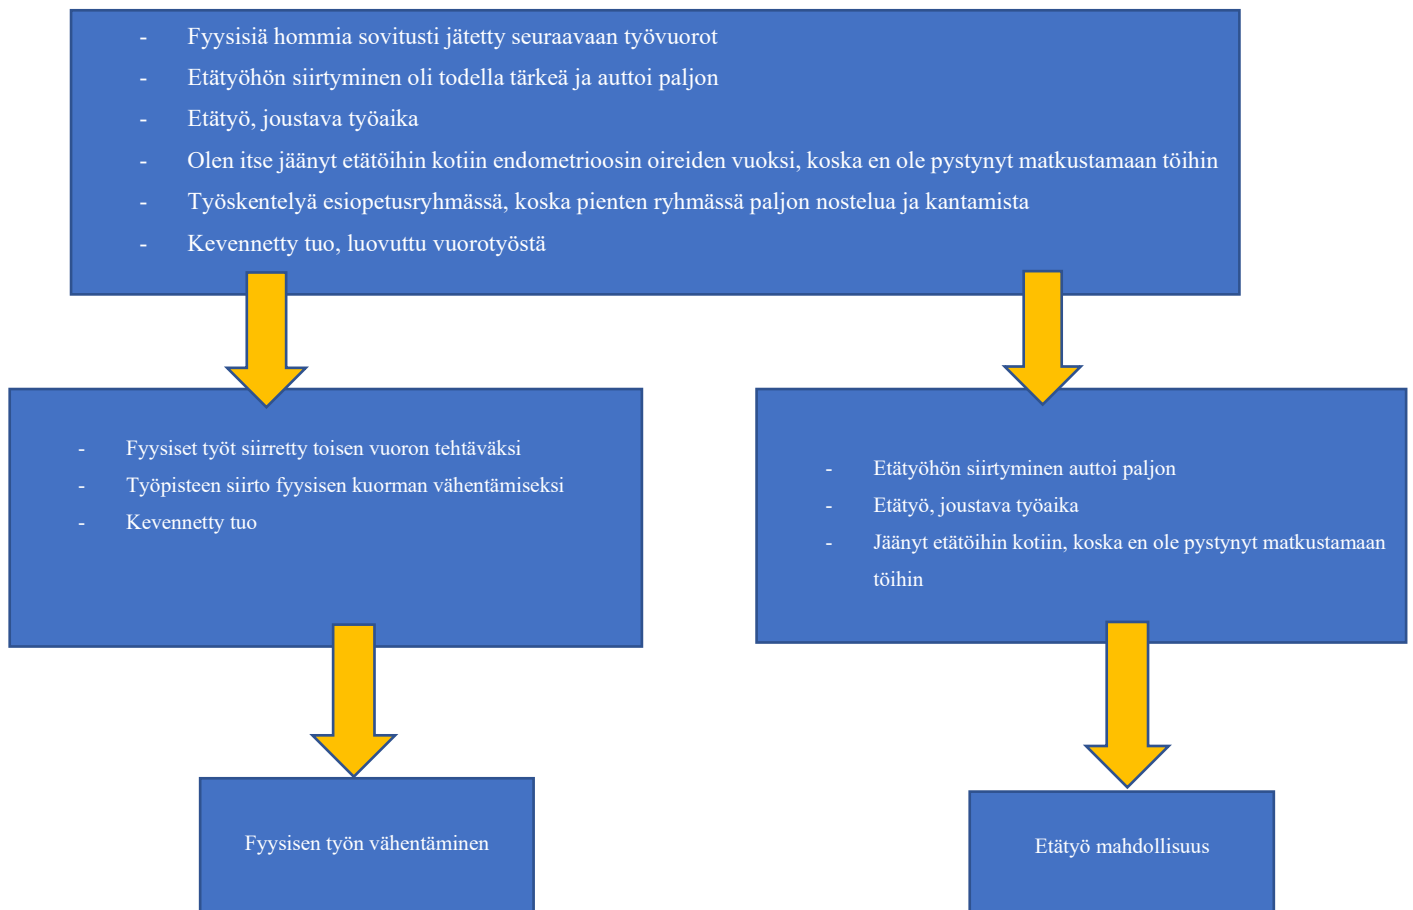 - Fyysisiä hommia sovitusti jätetty seuraavaan työvuorot
- Etätyöhön siirtyminen oli todella tärkeä ja auttoi paljon
- Etätyö, joustava työaika
- Olen itse jäänyt etätöihin kotiin endometrioosin oireiden vuoksi, koska en ole pystynyt matkustamaan töihin
- Työskentelyä esiopetusryhmässä, koska pienten ryhmässä paljon nostelua ja kantamista
- Kevennetty tuo, luovuttu vuorotyöstä
- Fyysiset työt siirretty toisen vuoron tehtäväksi
- Työpisteen siirto fyysisen kuorman vähentämiseksi
- Kevennetty tuo
- Etätyöhön siirtyminen auttoi paljon
- Etätyö, joustava työaika
- Jäänyt etätöihin kotiin, koska en ole pystynyt matkustamaan
töihin
Fyysisen työn vähentäminen
Etätyö mahdollisuus